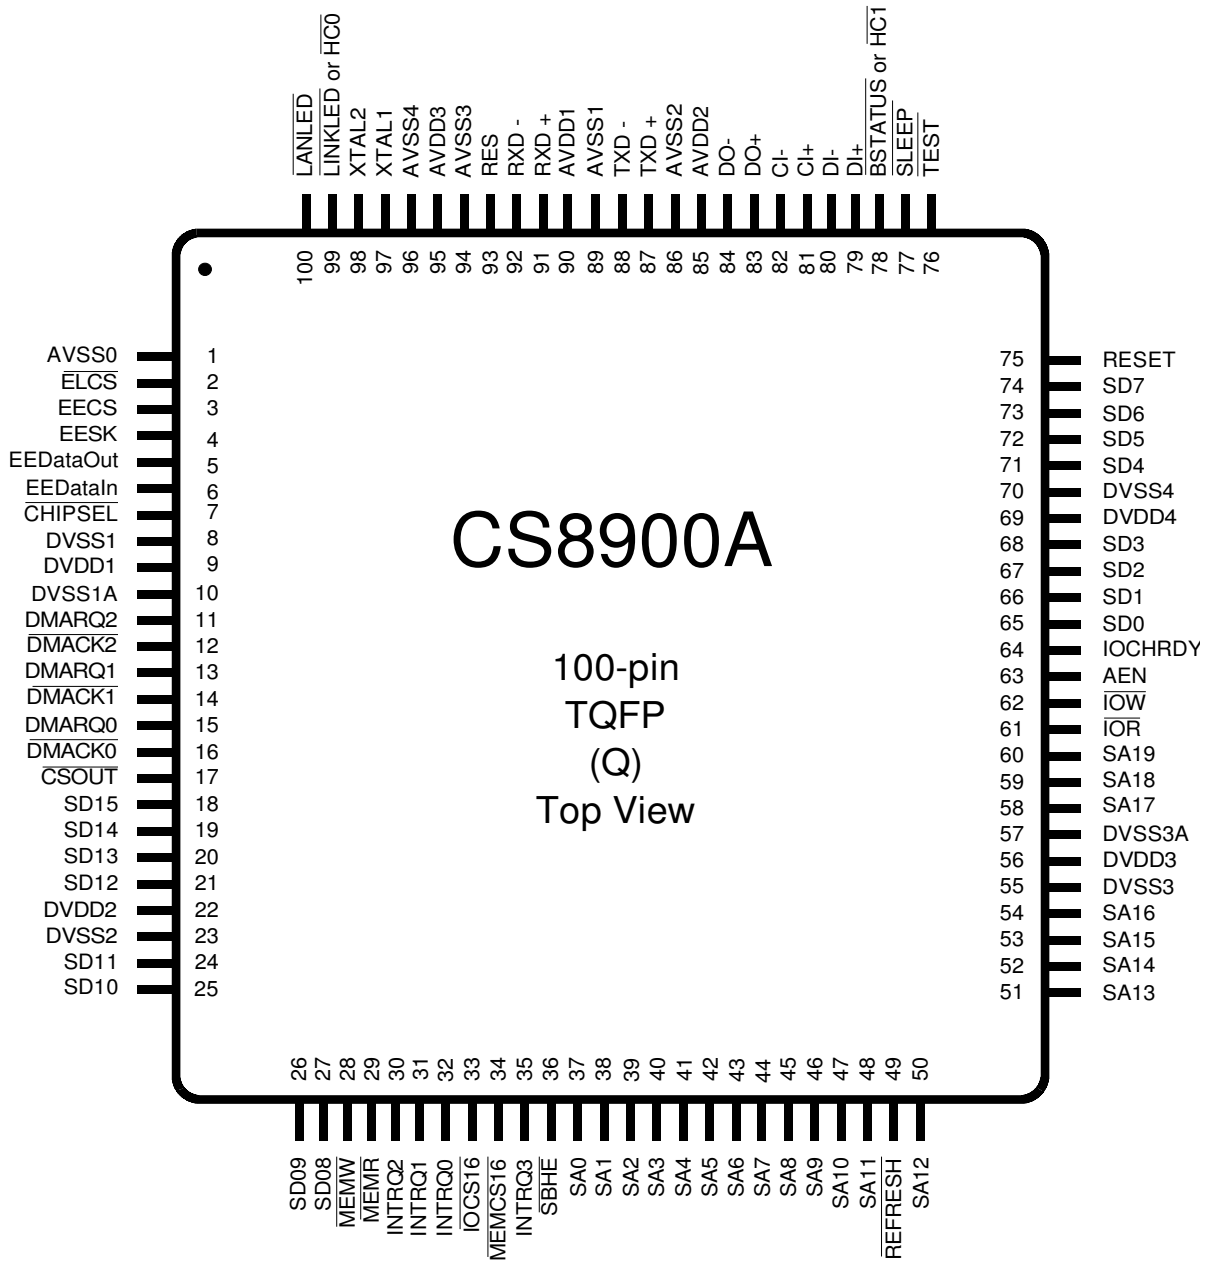 LANLED
LINKLED or HC0
XTAL2
XTAL1
AVSS4
AVDD3
AVSS3
RES
RXD -
RXD +
AVDD1
AVSS1
TXD -
TXD +
AVSS2
AVDD2
DO-
DO+
CI-
CI+
DI-
DI+
BSTATUS or HC1
SLEEP
TEST
100
99
98
97
96
95
94
93
92
91
90
89
88
87
86
85
84
83
82
81
80
79
78
77
76
AVSS0 1
ELCS 2
EECS 3
EESK 4
EEDataOut 5
EEDataIn 6
CHIPSEL 7
DVSS1 8
DVDD1 9
DVSS1A 10
DMARQ2 11
DMACK2 12
DMARQ1 13
DMACK1 14
DMARQ0 15
DMACK0 16
CSOUT 17
SD15 18
SD14 19
SD13 20
SD12 21
DVDD2 22
DVSS2 23
SD11 24
SD10 25
CS8900A
100-pin
TQFP
(Q)
Top View
75 RESET
74 SD7
73 SD6
72 SD5
71 SD4
70 DVSS4
69 DVDD4
68 SD3
67 SD2
66 SD1
65 SD0
64 IOCHRDY
63 AEN
62 IOW
61 IOR
60 SA19
59 SA18
58 SA17
57 DVSS3A
56 DVDD3
55 DVSS3
54 SA16
53 SA15
52 SA14
51 SA13
26
27
28
29
30
31
32
33
34
35
36
37
38
39
40
41
42
43
44
45
46
47
48
49
50
SD09
SD08
MEMW
MEMR
INTRQ2
INTRQ1
INTRQ0
IOCS16
MEMCS16
INTRQ3
SBHE
SA0
SA1
SA2
SA3
SA4
SA5
SA6
SA7
SA8
SA9
SA10
SA11
REFRESH
SA12